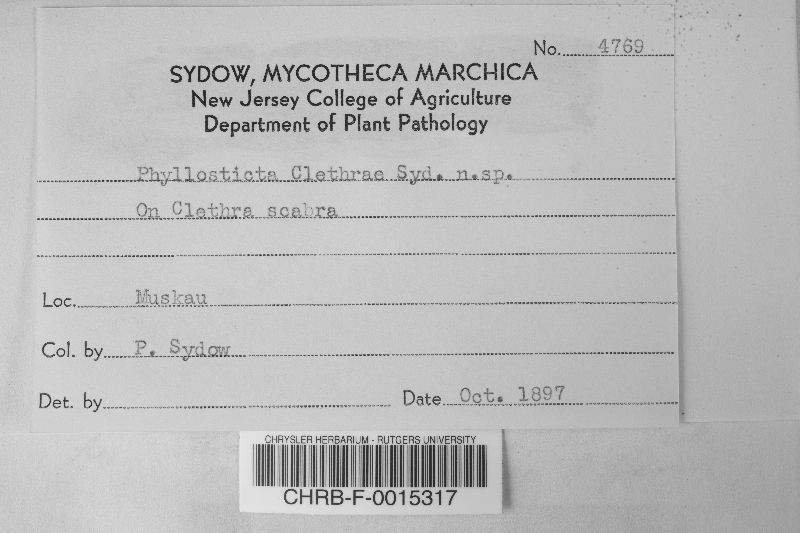 No. 4769
SYDOW, MYCOTHECA MARCHICA
New Jersey College of Agriculture
Department of Plant Pathology
Phyllosticta Clethrae Syd. n.sp.
On Clethra scabra
Loc. Muskau
Col. by P. Sydow
Det. by Date Oct. 1897
CHRYSLER HERBARIUM - RUTGERS UNIVERSITY
CHRB-F-0015317